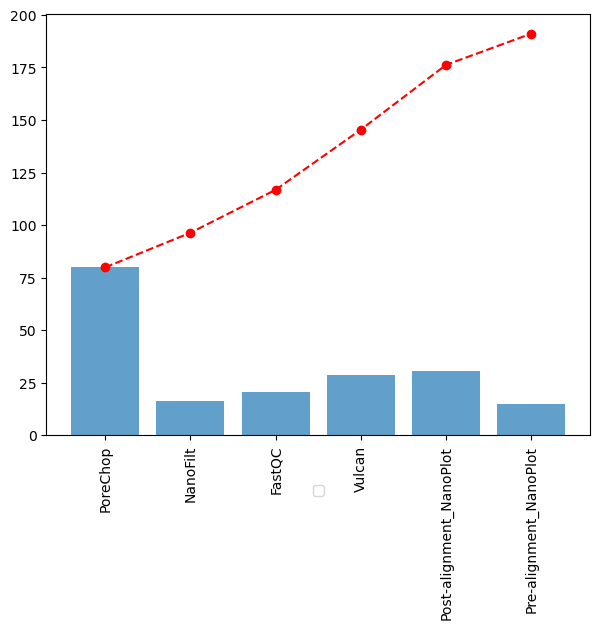 200
175
150
125
100
75
50
25
0
PoreChop
NanoFilt
FastQC
Vulcan
Post-alignment_NanoPlot
Pre-alignment_NanoPlot